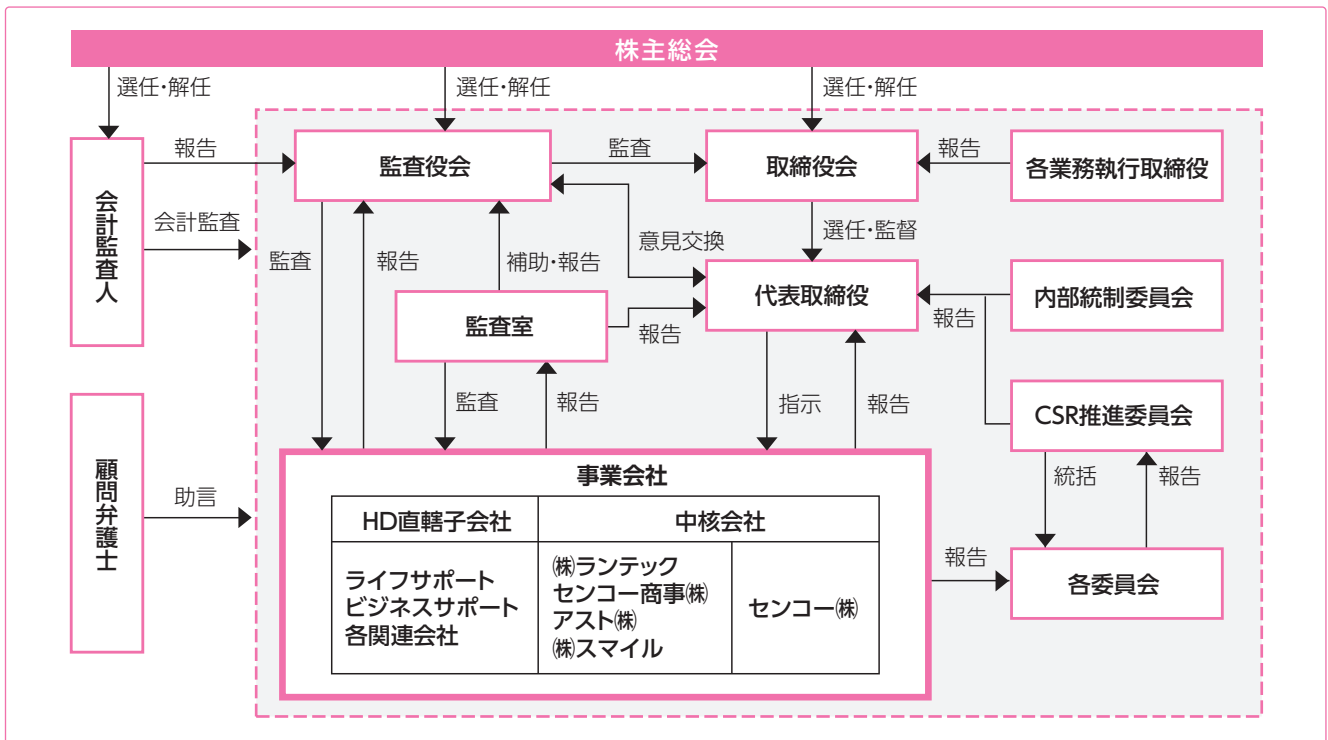 株主総会
選任・解任
選任・解任
選任・解任
会計監査人
報告
会計監査
監査役会
監査
取締役会
報告
各業務執行取締役
監査
報告
補助・報告
意見交換
選任・監督
監査室
報告
代表取締役
報告
内部統制委員会
監査
報告
指示
報告
CSR推進委員会
統括
報告
顧問弁護士
助言
事業会社
HD直轄子会社
中核会社
ライフサポート
ビジネスサポート
各関連会社
㈱ランテック
センコー商事㈱
アスト㈱
㈱スマイル
センコー㈱
報告
各委員会